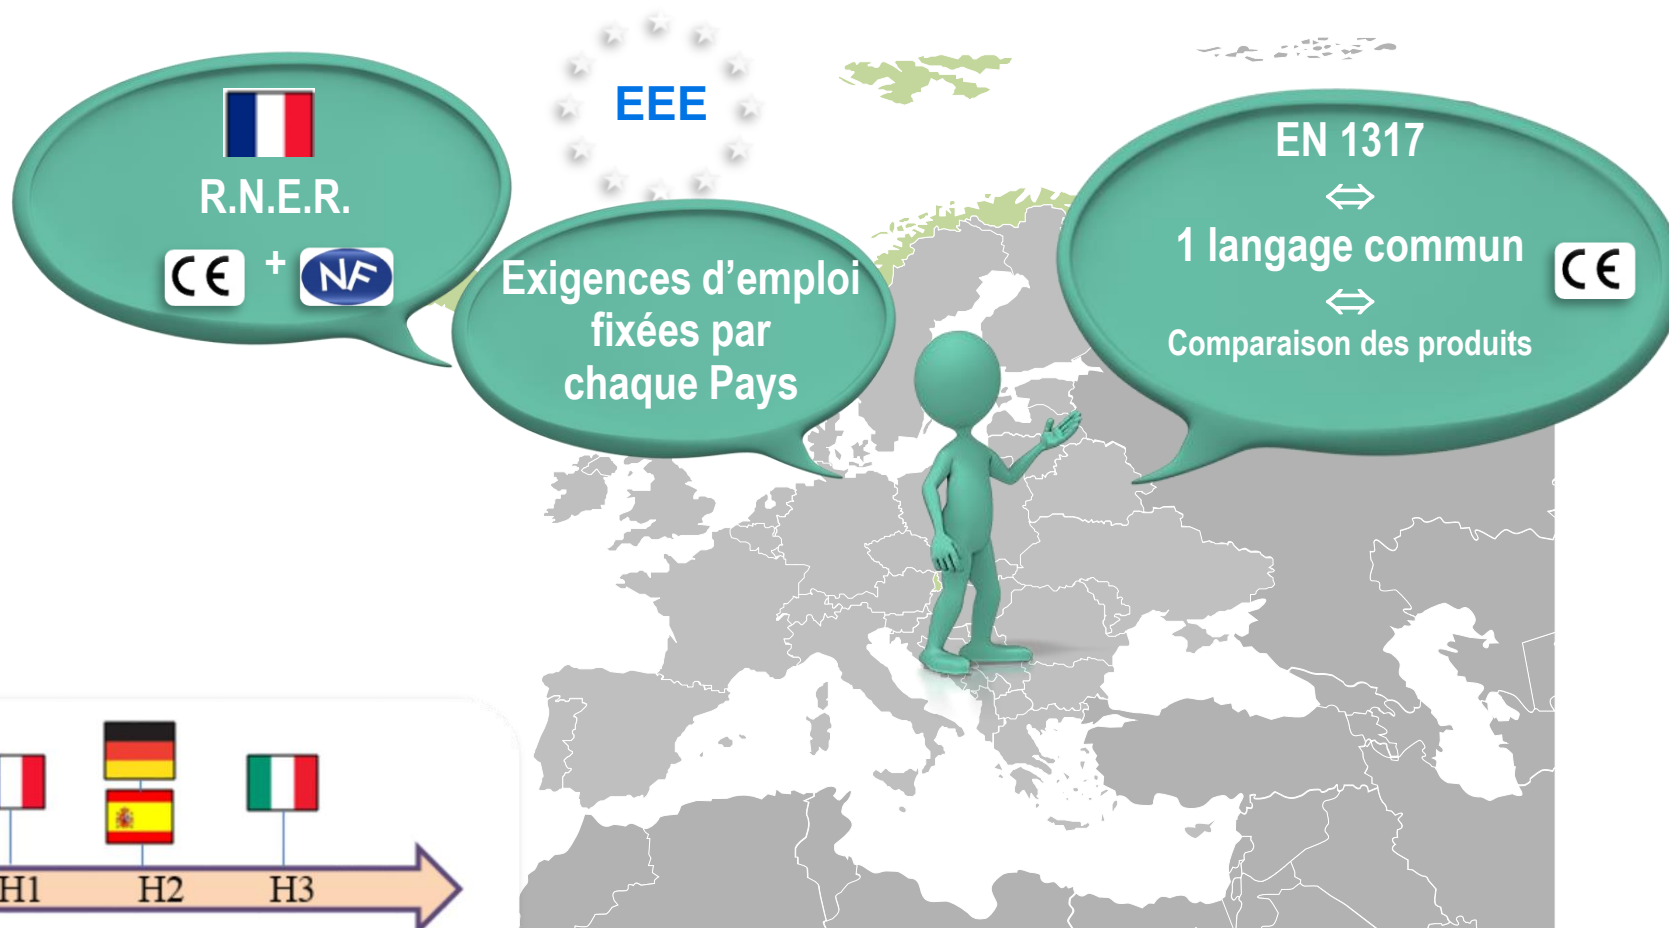 EEE
R.N.E.R.
CE + NF
Exigences d’emploi
fixées par
chaque Pays
EN 1317
⇔
1 langage commun
⇔
Comparaison des produits
CE
H1 H2 H3